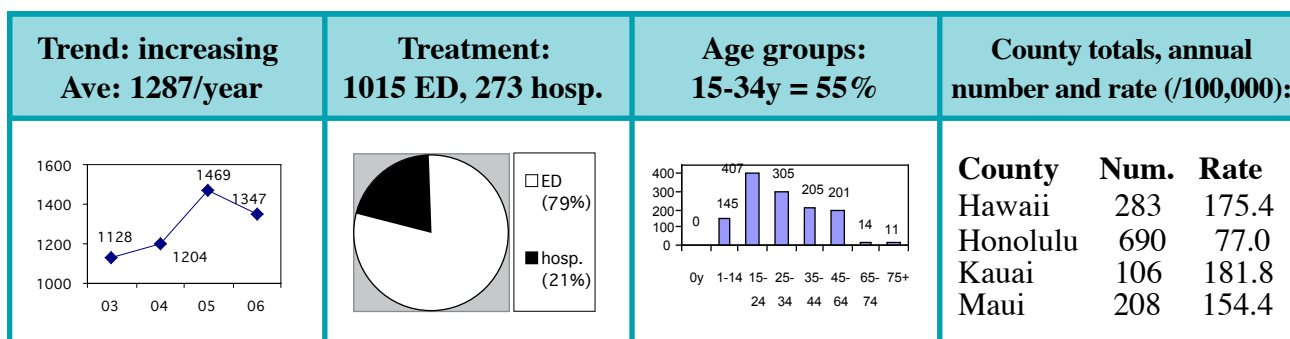 Trend: increasing
Ave: 1287/year
Treatment:
1015 ED, 273 hosp.
Age groups:
15-34y = 55%
County totals, annual
number and rate (/100,000):
1600
1400
1200
1000
1128
1204
1469
1347
03 04 05 06
ED
(79%)
hosp.
(21%)
400
300
200
100
0
0 145 407 305 205 201 14 11
0y 1-14 15- 25- 35- 45- 65- 75+
24 34 44 64 74
County Num. Rate
Hawaii 283 175.4
Honolulu 690 77.0
Kauai 106 181.8
Maui 208 154.4